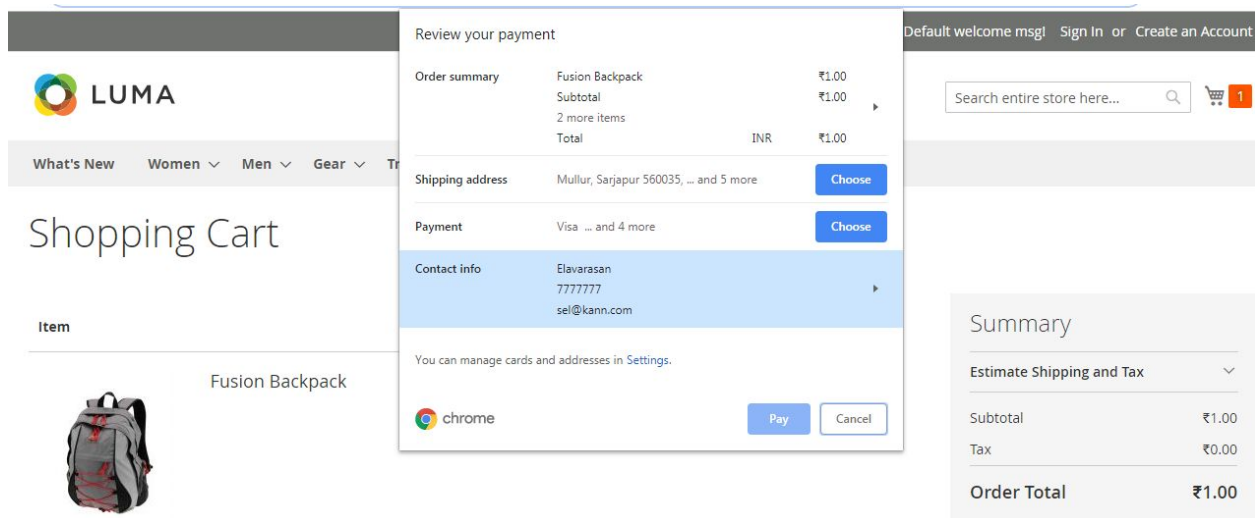 Default welcome msg! Sign In or Create an Account
LUMA
Search entire store here...
1
What's New Women Men Gear
Shopping Cart
Item
Fusion Backpack
Review your payment
Order summary Fusion Backpack ₹1.00
Subtotal ₹1.00
2 more items
Total INR ₹1.00
Shipping address Mullur, Sarjapur 560035, ... and 5 more Choose
Payment Visa ... and 4 more Choose
Contact info Elavarasan
7777777
sel@kann.com
You can manage cards and addresses in Settings.
chrome Pay Cancel
Summary
Estimate Shipping and Tax
Subtotal ₹1.00
Tax ₹0.00
Order Total ₹1.00